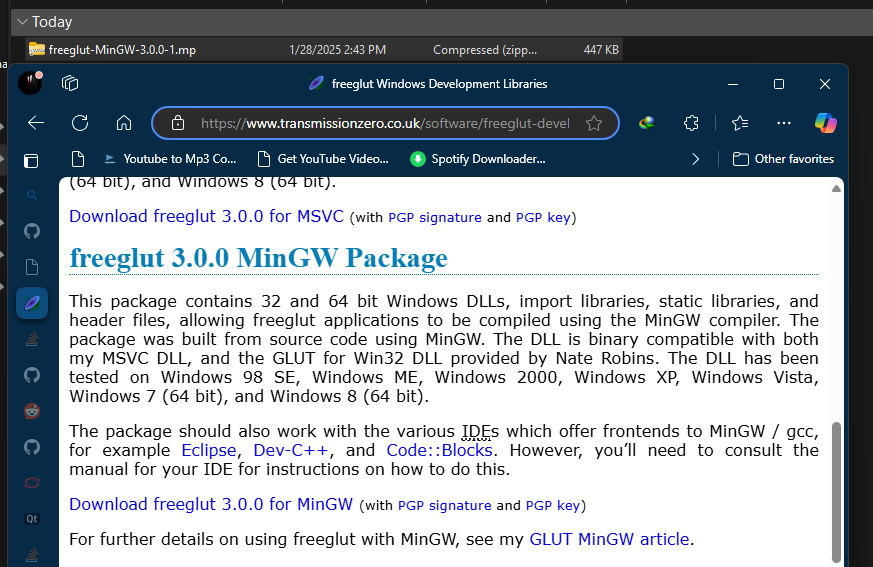 Today
freeglut-MinGW-3.0.0-1.mp 1/28/2025 2:43 PM Compressed (zipp... 447 KB
freeglut Windows Development Libraries
https://www.transmissionzero.co.uk/software/freeglut-devel
Youtube to Mp3 Co... Get YouTube Video... Spotify Downloader... Other favorites
(64 bit), and Windows 8 (64 bit).
Download freeglut 3.0.0 for MSVC (with PGP signature and PGP key)
freeglut 3.0.0 MinGW Package
This package contains 32 and 64 bit Windows DLLs, import libraries, static libraries, and
header files, allowing freeglut applications to be compiled using the MinGW compiler. The
package was built from source code using MinGW. The DLL is binary compatible with both
my MSVC DLL, and the GLUT for Win32 DLL provided by Nate Robins. The DLL has been
tested on Windows 98 SE, Windows ME, Windows 2000, Windows XP, Windows Vista,
Windows 7 (64 bit), and Windows 8 (64 bit).
The package should also work with the various IDEs which offer frontends to MinGW / gcc,
for example Eclipse, Dev-C++, and Code::Blocks. However, you’ll need to consult the
manual for your IDE for instructions on how to do this.
Download freeglut 3.0.0 for MinGW (with PGP signature and PGP key)
Qt
For further details on using freeglut with MinGW, see my GLUT MinGW article.